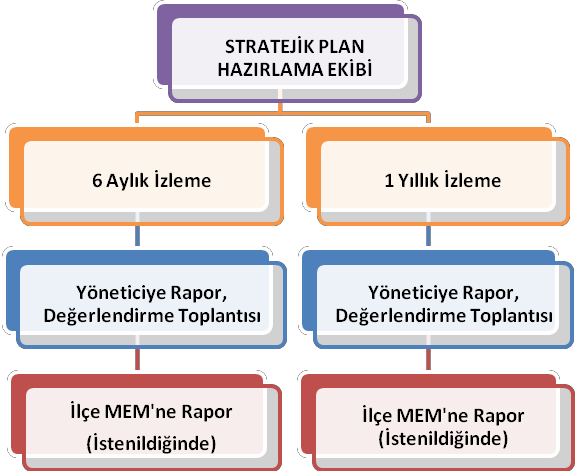 STRATEJİK PLAN
HAZIRLAMA EKİBİ
6 Aylık İzleme
1 Yıllık İzleme
Yöneticiye Rapor,
Değerlendirme Toplantısı
Yöneticiye Rapor,
Değerlendirme Toplantısı
İlçe MEM'ne Rapor
(İstenildiğinde)
İlçe MEM'ne Rapor
(İstenildiğinde)